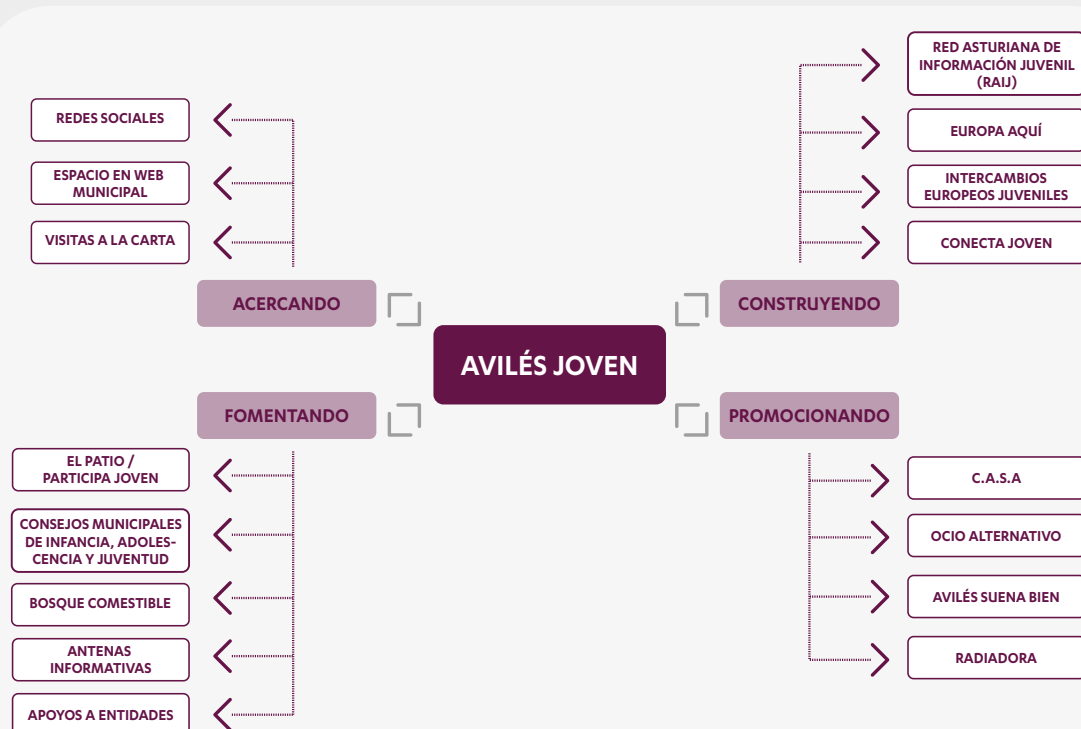 REDES SOCIALES
ESPACIO EN WEB
MUNICIPAL
VISITAS A LA CARTA
ACERCANDO
RED ASTURIANA DE
INFORMACIÓN JUVENIL
(RAIJ)
EUROPA AQUÍ
INTERCAMBIOS
EUROPEOS JUVENILES
CONECTA JOVEN
CONSTRUYENDO
AVILÉS JOVEN
FOMENTANDO
EL PATIO /
PARTICIPA JOVEN
CONSEJOS MUNICIPALES
DE INFANCIA, ADOLES-
CENCIA Y JUVENTUD
BOSQUE COMESTIBLE
ANTENAS
INFORMATIVAS
APOYOS A ENTIDADES
PROMOCIONANDO
C.A.S.A
OCIO ALTERNATIVO
AVILÉS SUENA BIEN
RADIADORA